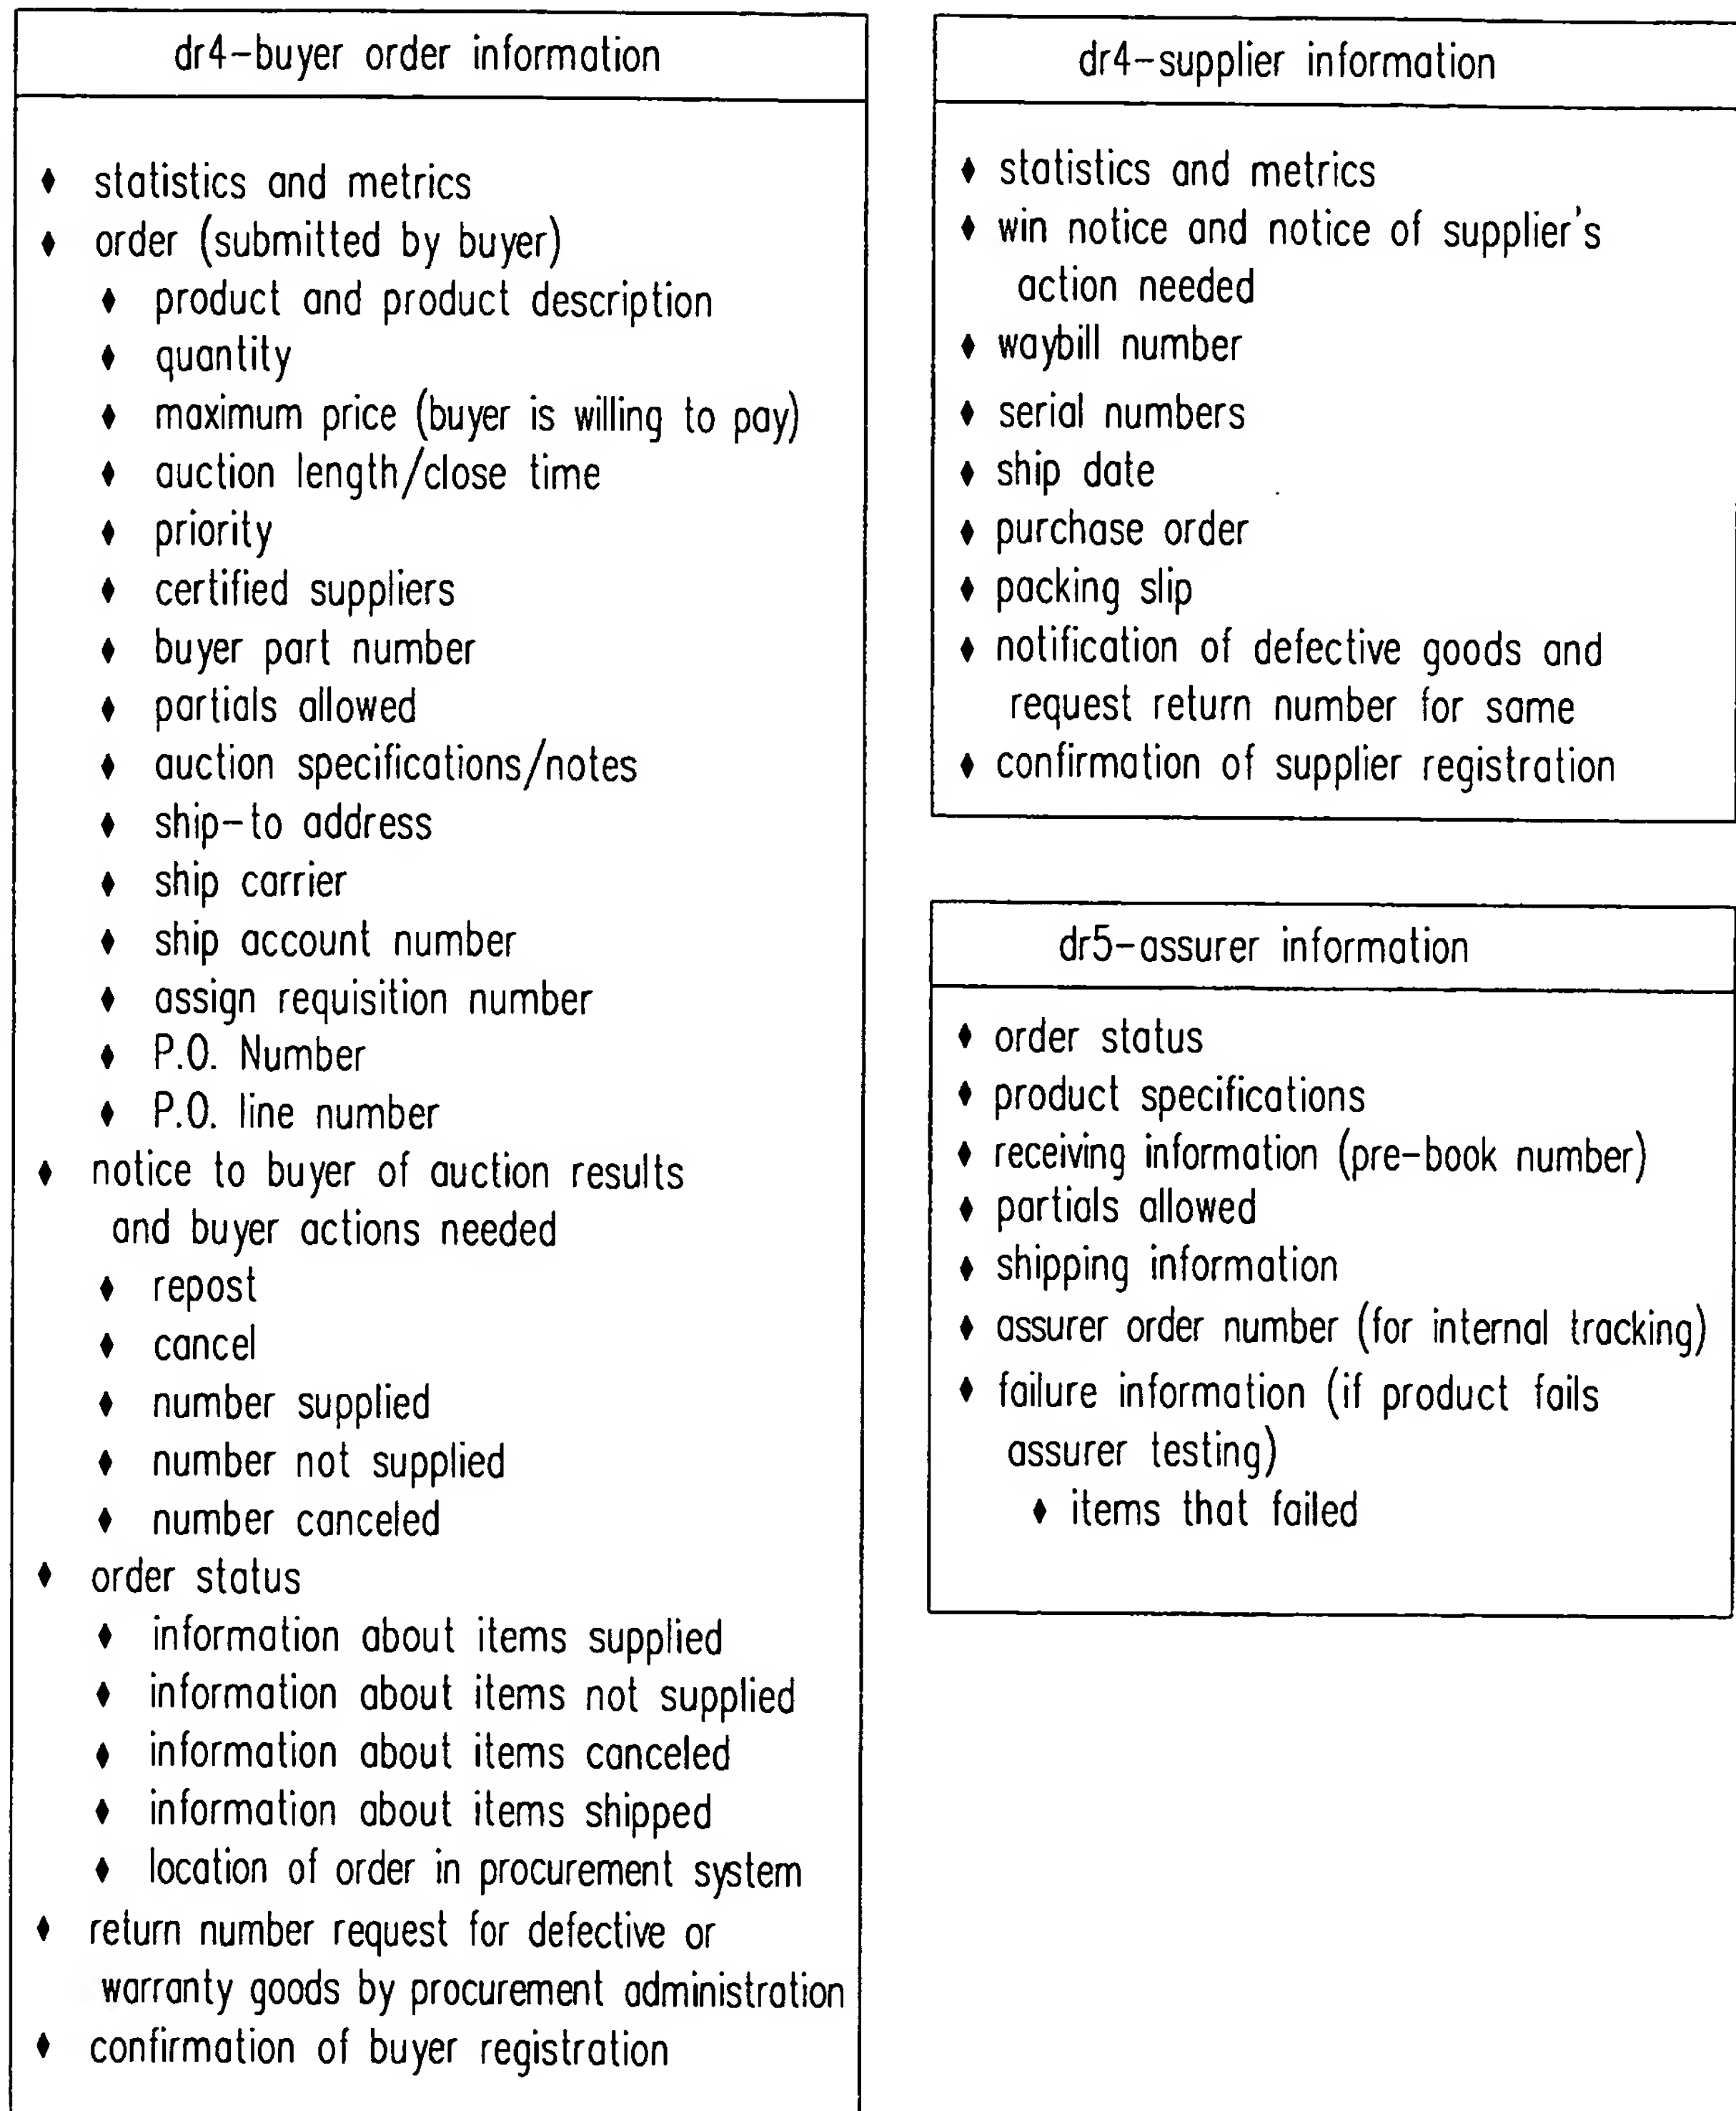 dr4-buyer order information
♦ statistics and metrics
♦ order (submitted by buyer)
♦ product and product description
♦ quantity
♦ maximum price (buyer is willing to pay)
♦ auction length/close time
♦ priority
♦ certified suppliers
♦ buyer part number
♦ partials allowed
♦ auction specifications/notes
♦ ship-to address
♦ ship carrier
♦ ship account number
♦ assign requisition number
♦ P.O. Number
♦ P.O. line number
♦ notice to buyer of auction results
and buyer actions needed
♦ repost
♦ cancel
♦ number supplied
♦ number not supplied
♦ number canceled
♦ order status
♦ information about items supplied
♦ information about items not supplied
♦ information about items canceled
♦ information about items shipped
♦ location of order in procurement system
♦ return number request for defective or
warranty goods by procurement administration
♦ confirmation of buyer registration
dr4-supplier information
♦ statistics and metrics
♦ win notice and notice of supplier's
action needed
♦ waybill number
♦ serial numbers
♦ ship date
♦ purchase order
♦ packing slip
♦ notification of defective goods and
request return number for same
♦ confirmation of supplier registration
dr5-assurer information
♦ order status
♦ product specifications
♦ receiving information (pre-book number)
♦ partials allowed
♦ shipping information
♦ assurer order number (for internal tracking)
♦ failure information (if product fails
assurer testing)
♦ items that failed